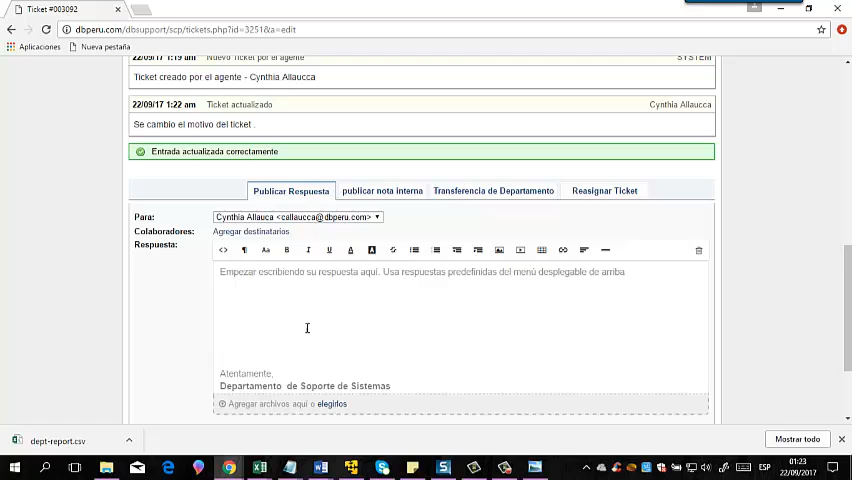 Ticket #003092
dbperu.com/dbsupport/scp/tickets.php?id=3251&a=edit
Aplicaciones Nueva pestaña
22/09/17 1:19 am Nuevo Ticket por el agente SYSTEM
Ticket creado por el agente - Cynthia Allaucca
22/09/17 1:22 am Ticket actualizado Cynthia Allaucca
Se cambio el motivo del ticket .
Entrada actualizada correctamente
Publicar Respuesta publicar nota interna Transferencia de Departamento Reasignar Ticket
Para: Cynthia Allauca <callaucca@dbperu.com>
Colaboradores: Agregar destinatarios
Respuesta:
Empezar escribiendo su respuesta aquí. Usa respuestas predefinidas del menú desplegable de arriba
Atentamente,
Departamento de Soporte de Sistemas
Agregar archivos aquí o elegirlos
dept-report.csv Mostrar todo
ESP 01:23
22/09/2017